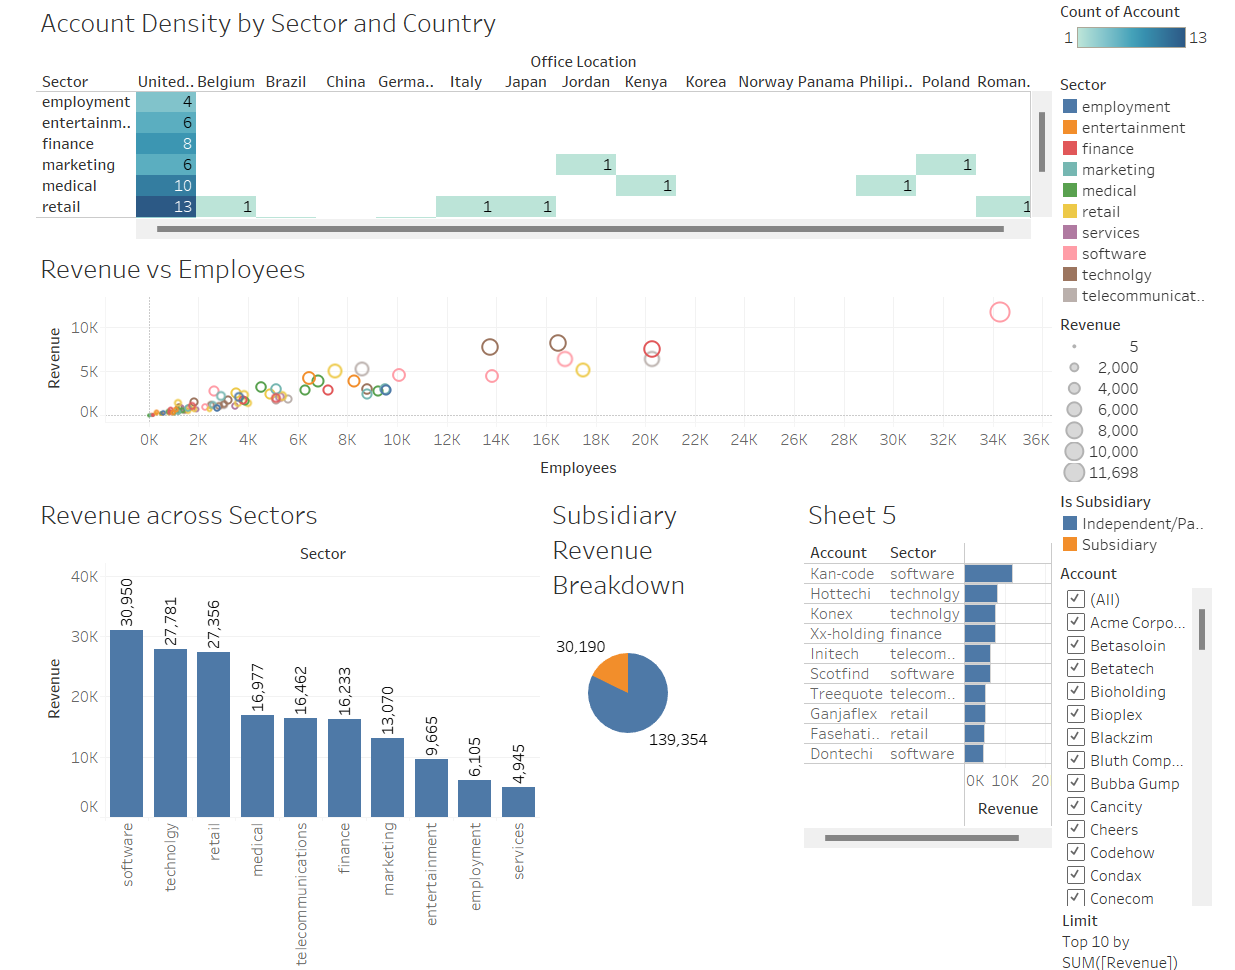 Account Density by Sector and Country
Office Location
Sector United.. Belgium Brazil China Germa.. Italy Japan Jordan Kenya Korea Norway Panama Philipi.. Poland Roman..
employment 4
entertainm.. 6
finance 8
marketing 6 1 1
medical 10 1 1
retail 13 1 1 1 1
Revenue vs Employees
Revenue
10K
5K
0K
0K 2K 4K 6K 8K 10K 12K 14K 16K 18K 20K 22K 24K 26K 28K 30K 32K 34K 36K
Employees
Revenue across Sectors
Sector
Revenue
40K
30K
20K
10K
0K
30,950
27,781
27,356
16,977
16,462
16,233
13,070
9,665
6,105
4,945
software
technolgy
retail
medical
telecommunications
finance
marketing
entertainment
employment
services
Subsidiary
Revenue
Breakdown
30,190
139,354
Sheet 5
Account Sector
Kan-code software
Hottechi technolgy
Konex technolgy
Xx-holding finance
Initech telecom..
Scotfind software
Treequote telecom..
Ganjaflex retail
Fasehati.. retail
Dontechi software
0K 10K 20
Revenue
Count of Account
1 13
Sector
employment
entertainment
finance
marketing
medical
retail
services
software
technolgy
telecommunicat..
Revenue
5
2,000
4,000
6,000
8,000
10,000
11,698
Is Subsidiary
Independent/Pa..
Subsidiary
Account
(All)
Acme Corpo...
Betasoloin
Betatech
Bioholding
Bioplex
Blackzim
Bluth Comp...
Bubba Gump
Cancity
Cheers
Codehow
Condax
Conecom
Limit
Top 10 by
SUM([Revenue])